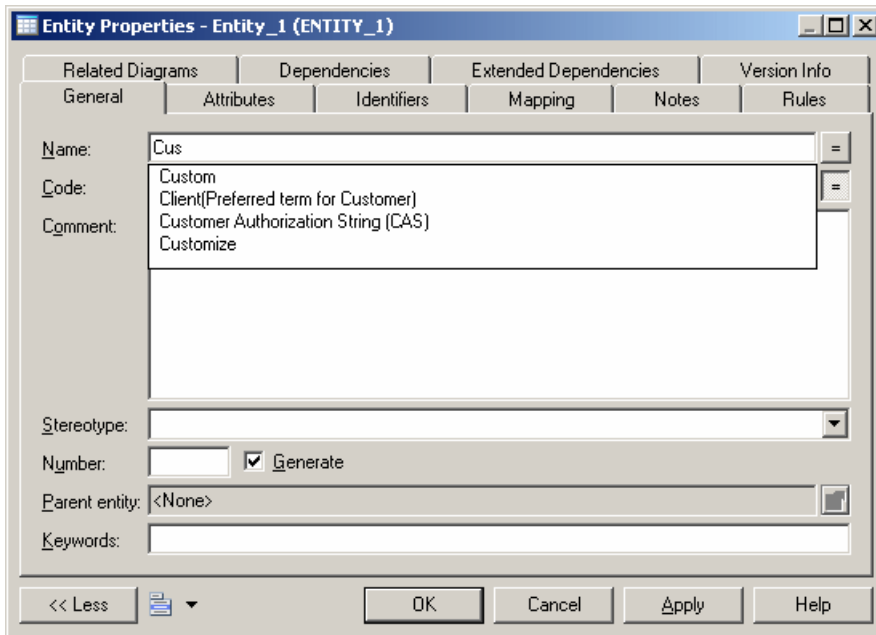 Entity Properties - Entity_1 (ENTITY_1)
Related Diagrams Dependencies Extended Dependencies Version Info
General Attributes Identifiers Mapping Notes Rules
Name: Cus =
Code: =
Custom
Client(Preferred term for Customer)
Customer Authorization String (CAS)
Customize
Comment:
Stereotype:
Number: Generate
Parent entity: <None>
Keywords:
<< Less OK Cancel Apply Help